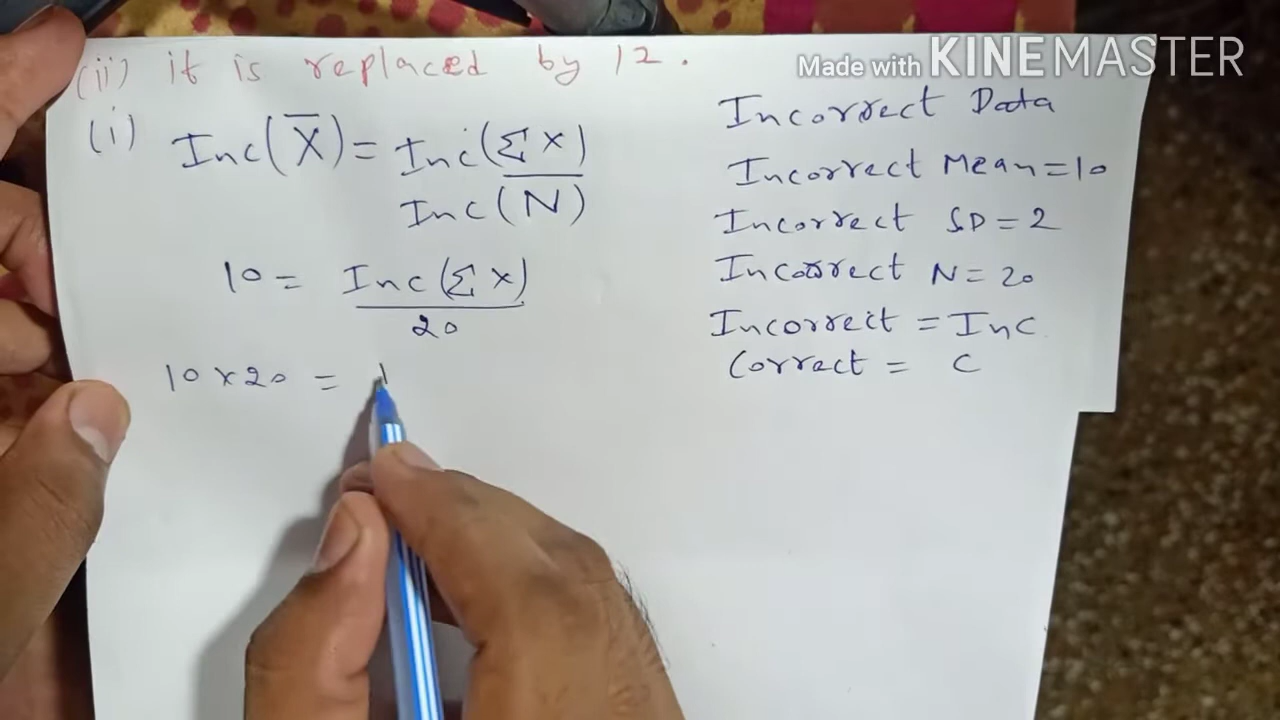 Made with KINEMASTER
(ii) it is replaced by 12.
(i) Inc(X̅) = Inc(Σx)
Inc(N)
10 = Inc(Σx)
20
10 x 20 = 1
Incorrect Data
Incorrect Mean = 10
Incorrect SD = 2
Incorrect N = 20
Incorrect = Inc
Correct = C